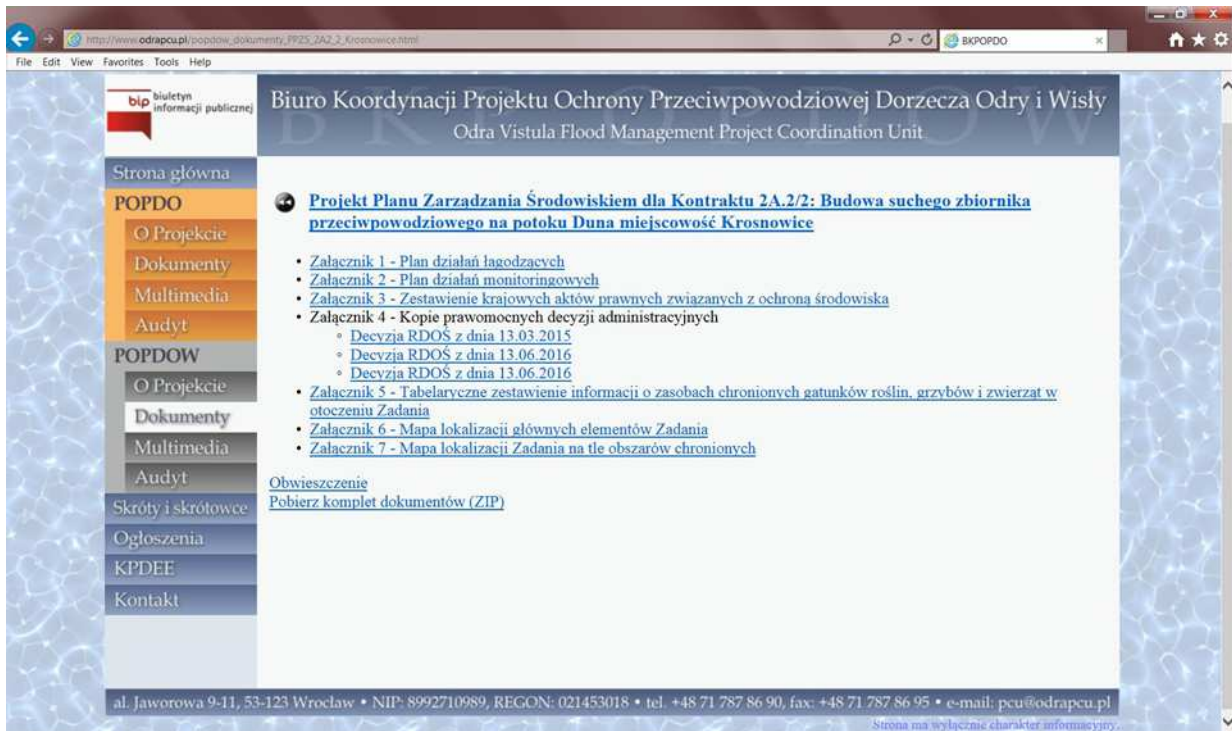 http://www.odrapcu.pl/popdow_dokumenty_PPZS_2A2_2_Krosnowice.html
BKPOPDO
File Edit View Favorites Tools Help
bip biuletyn
informacji publicznej
Biuro Koordynacji Projektu Ochrony Przeciwpowodziowej Dorzecza Odry i Wisły
Odra Vistula Flood Management Project Coordination Unit
Strona główna
POPDO
O Projekcie
Dokumenty
Multimedia
Audyt
POPDOW
O Projekcie
Dokumenty
Multimedia
Audyt
Skróty i skrótowce
Ogłoszenia
KPDEE
Kontakt
Projekt Planu Zarządzania Środowiskiem dla Kontraktu 2A.2/2: Budowa suchego zbiornika
przeciwpowodziowego na potoku Duna miejscowość Krosnowice
• Załącznik 1 - Plan działań łagodzących
• Załącznik 2 - Plan działań monitoringowych
• Załącznik 3 - Zestawienie krajowych aktów prawnych związanych z ochroną środowiska
• Załącznik 4 - Kopie prawomocnych decyzji administracyjnych
◦ Decyzja RDOŚ z dnia 13.03.2015
◦ Decyzja RDOŚ z dnia 13.06.2016
◦ Decyzja RDOŚ z dnia 13.06.2016
• Załącznik 5 - Tabelaryczne zestawienie informacji o zasobach chronionych gatunków roślin, grzybów i zwierząt w
otoczeniu Zadania
• Załącznik 6 - Mapa lokalizacji głównych elementów Zadania
• Załącznik 7 - Mapa lokalizacji Zadania na tle obszarów chronionych
Obwieszczenie
Pobierz komplet dokumentów (ZIP)
al. Jaworowa 9-11, 53-123 Wrocław • NIP: 8992710989, REGON: 021453018 • tel. +48 71 787 86 90, fax: +48 71 787 86 95 • e-mail: pcu@odrapcu.pl
Strona ma wyłącznie charakter informacyjny.